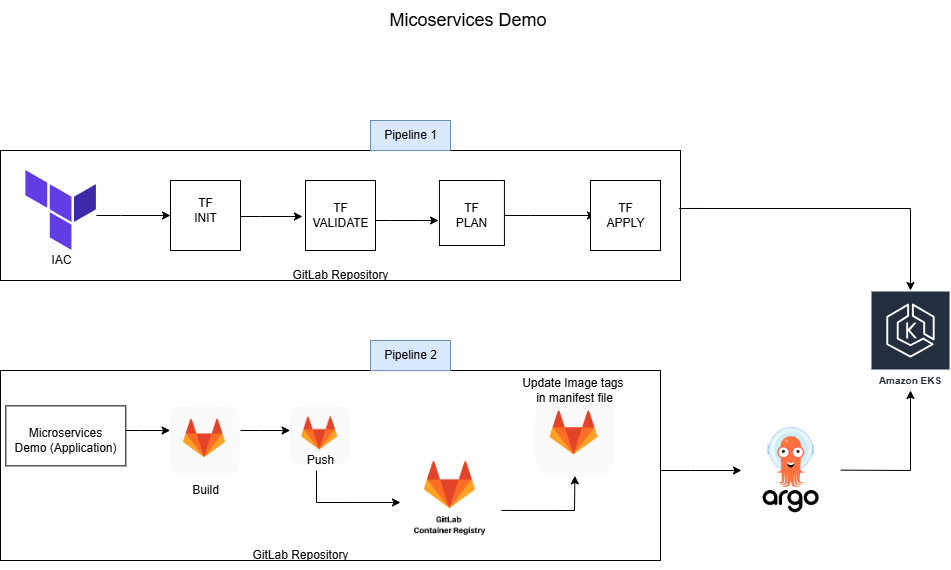 Micoservices Demo
Pipeline 1
TF
INIT
TF
VALIDATE
TF
PLAN
TF
APPLY
IAC
GitLab Repository
K
Amazon EKS
Pipeline 2
Update Image tags
in manifest file
Microservices
Demo (Application)
Push
Build
argo
GitLab
Container Registry
GitLab Repository